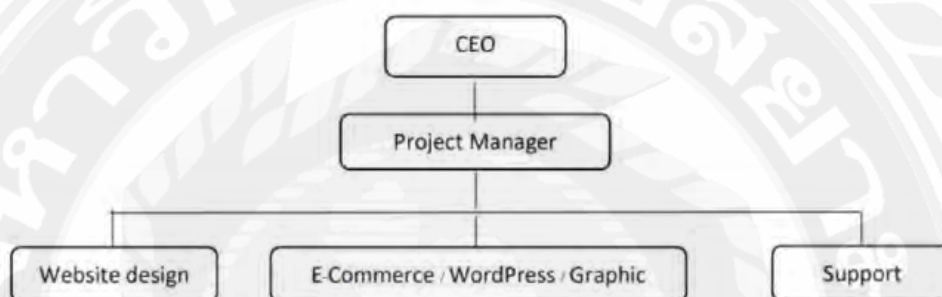 CEO
Project Manager
Website design
E-Commerce / WordPress / Graphic
Support